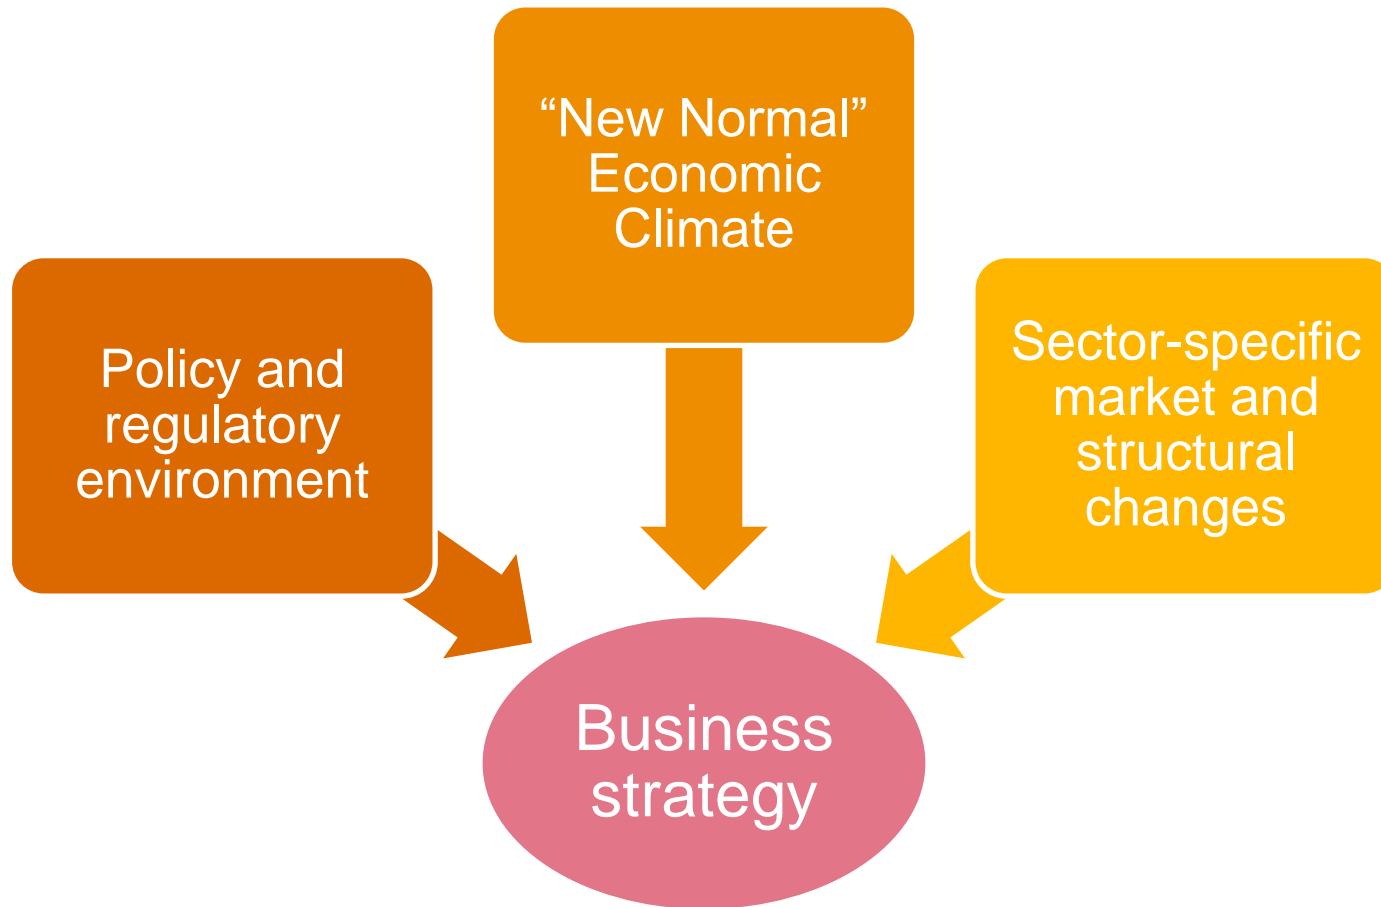 “New Normal”
Economic
Climate
Policy and
regulatory
environment
Sector-specific
market and
structural
changes
Business
strategy